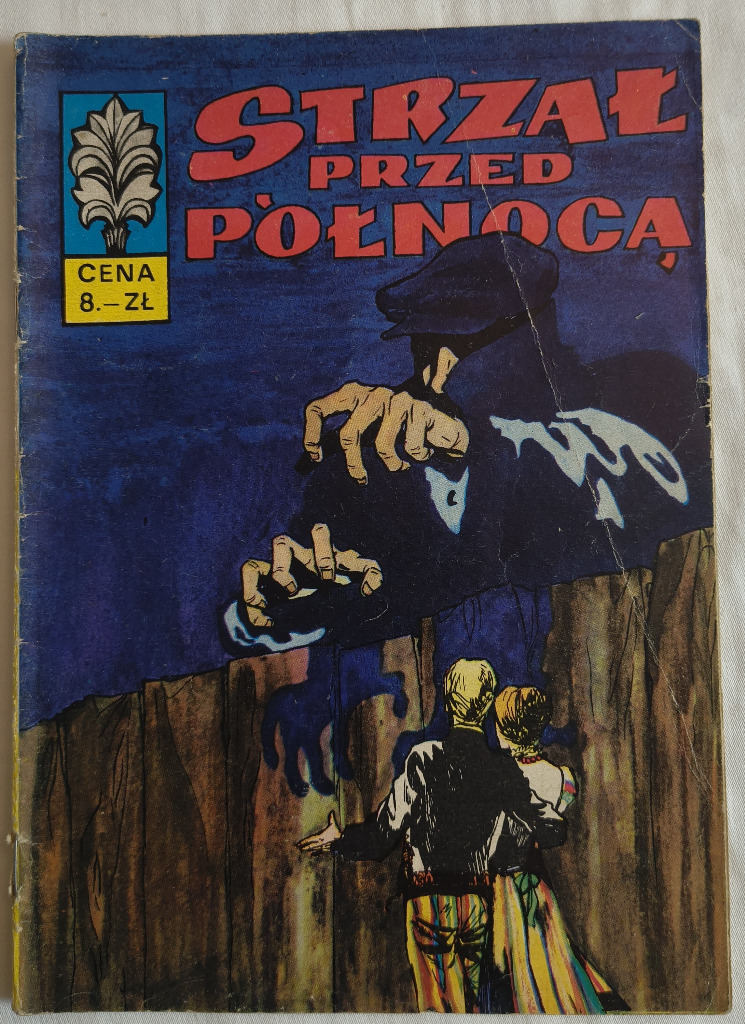 STRZAŁ
PRZED
PÓŁNOCĄ
CENA
8.—ZŁ